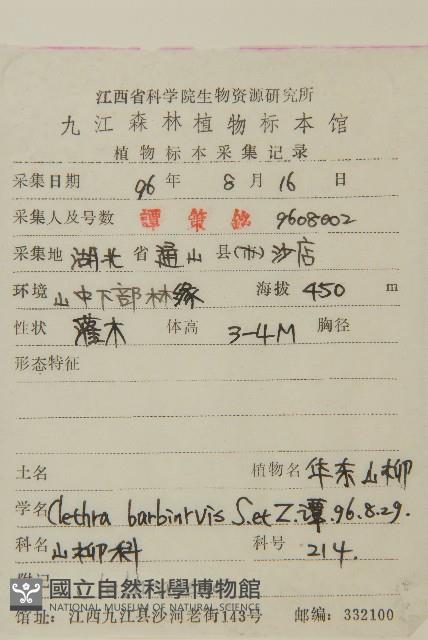 江西省科学院生物资源研究所
九江森林植物标本馆
植物标本采集记录
采集日期 96 年 8 月 16 日
采集人及号数 譚策銘 9608002
采集地 湖北 省 通山 县(市) 沙店
环境 山中下部林缘 海拔 450 m
性状 灌木 体高 3-4M 胸径
形态特征
土名 植物名 华东山柳
学名 Clethra barbinrvis S.et Z. 譚.96.8.29.
科名 山柳科 科号 214.
附记
國立自然科學博物館
NATIONAL MUSEUM OF NATURAL SCIENCE
馆址:江西九江县沙河老街143号 邮编:332100